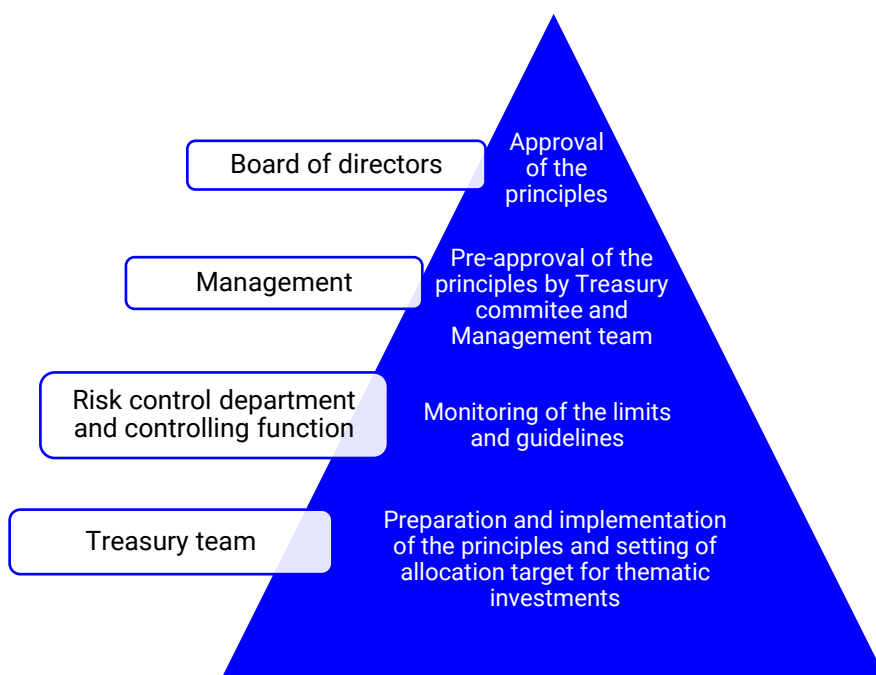 Board of directors
Approval
of the
principles
Management
Pre-approval of the
principles by Treasury
commitee and
Management team
Risk control department
and controlling function
Monitoring of the limits
and guidelines
Treasury team
Preparation and implementation
of the principles and setting of
allocation target for thematic
investments